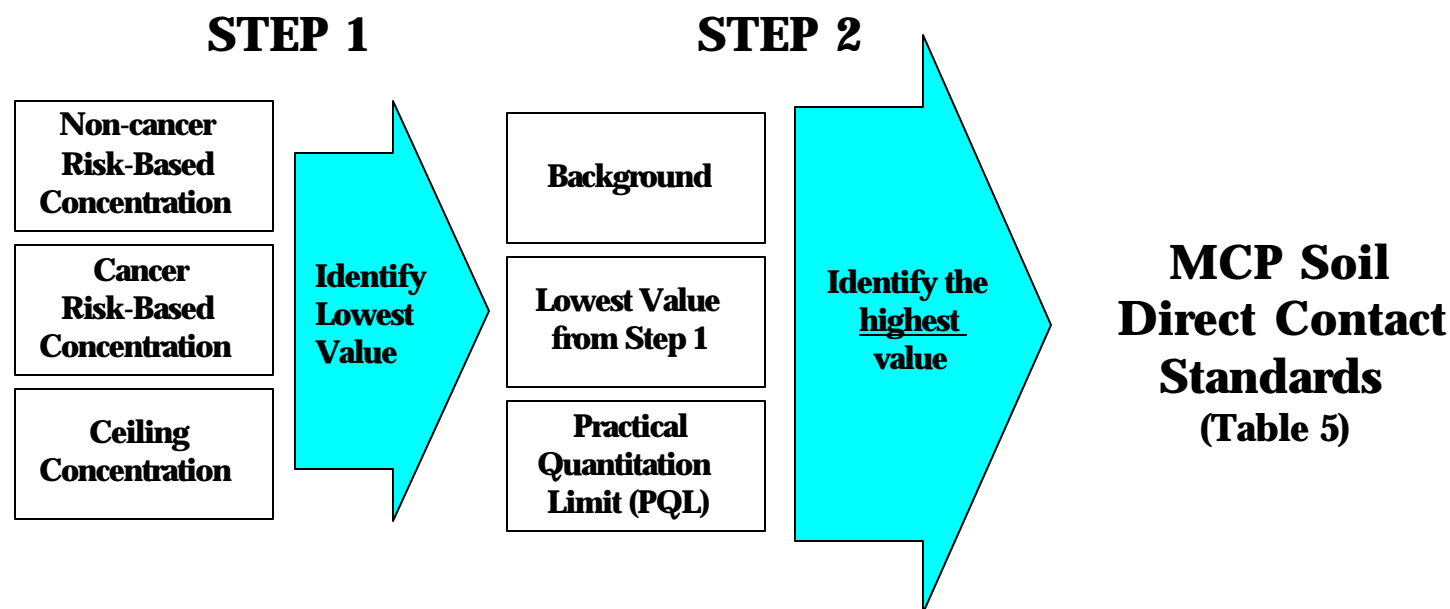 STEP 1
STEP 2
Non-cancer
Risk-Based
Concentration
Cancer
Risk-Based
Concentration
Ceiling
Concentration
Identify
Lowest
Value
Background
Lowest Value
from Step 1
Practical
Quantitation
Limit (PQL)
Identify the
highest
value
MCP Soil
Direct Contact
Standards
(Table 5)